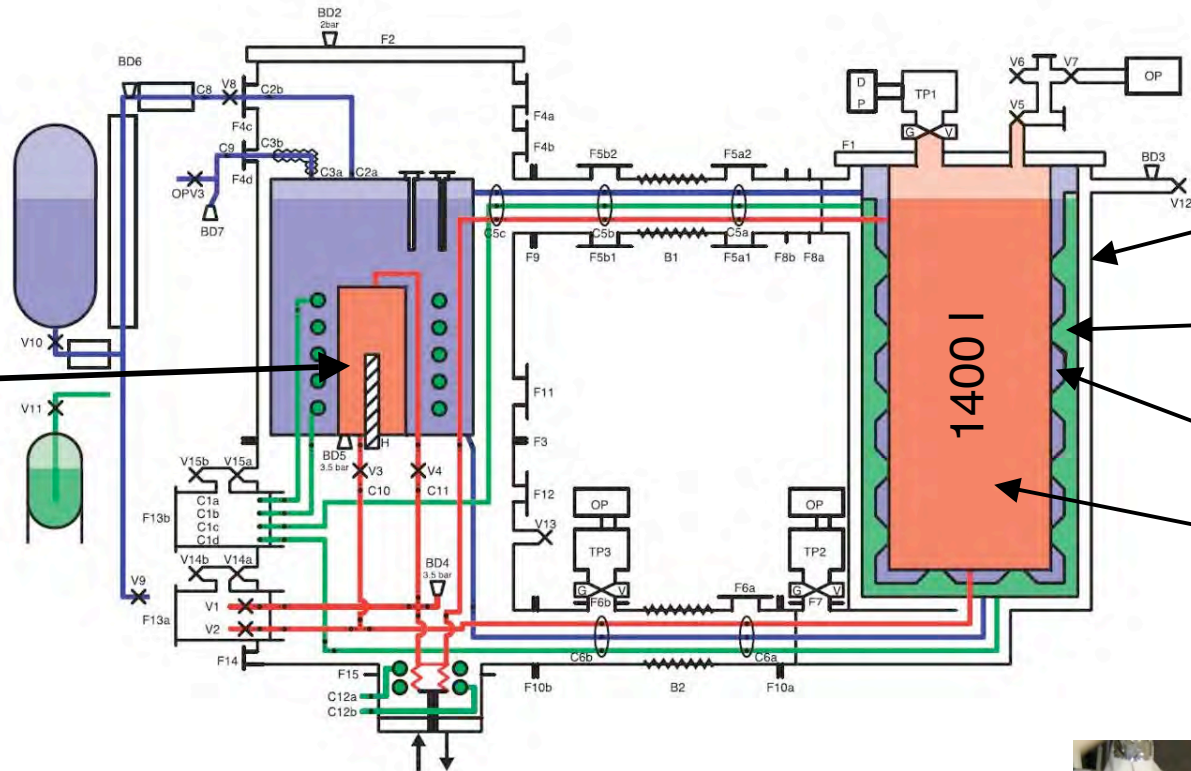 BD2
2bar
F2
BD6
C8
V8
C2b
F4c
C9
C3b
F4d
OPV3
BD7
C3a
C2a
F4a
F4b
F5b2
F5a2
C5c
C5b
C5a
F9
F5b1
B1
F5a1
F8b
F8a
D
P
TP1
G
V
V6
V7
OP
V5
F1
BD3
V12
1400 l
V10
V11
H
BD5
3.5 bar
V3
V4
C10
C11
F11
F3
F12
V13
V15b
V15a
C1a
C1b
C1c
C1d
F13b
V14b
V14a
V9
V1
V2
F13a
F14
BD4
3.5 bar
OP
TP3
G
V
F6b
OP
TP2
G
V
F7
F6a
C6b
C6a
F15
C12a
C12b
F10b
B2
F10a